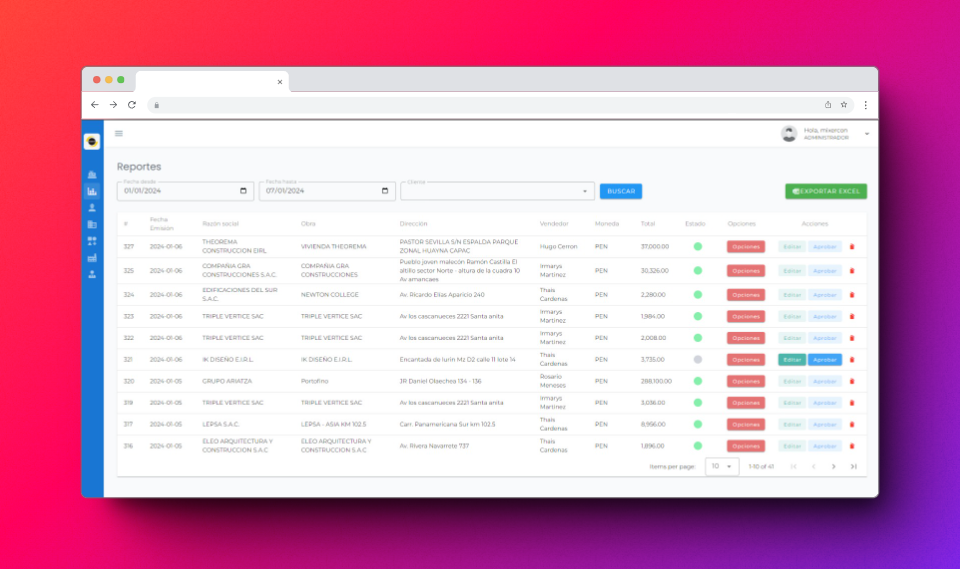 Hola, mixercon
ADMINISTRADOR
Reportes
Fecha desde
01/01/2024
Fecha hasta
07/01/2024
Cliente
BUSCAR
EXPORTAR EXCEL
# Fecha Emisión Razón social Obra Dirección Vendedor Moneda Total Estado Opciones Acciones
327 2024-01-06 THEOREMA CONSTRUCCION EIRL VIVIENDA THEOREMA PASTOR SEVILLA S/N ESPALDA PARQUE ZONAL HUAYNA CAPAC Hugo Cerron PEN 37,000.00 Opciones Editar Aprobar
325 2024-01-06 COMPAÑIA GRA CONSTRUCCIONES S.A.C. COMPAÑIA GRA CONSTRUCCIONES Pueblo joven malecón Ramón Castilla El altillo sector Norte - altura de la cuadra 10 Av amancaes Irmarys Martinez PEN 30,326.00 Opciones Editar Aprobar
324 2024-01-06 EDIFICACIONES DEL SUR S.A.C. NEWTON COLLEGE Av. Ricardo Elías Aparicio 240 Thais Cardenas PEN 2,280.00 Opciones Editar Aprobar
323 2024-01-06 TRIPLE VERTICE SAC TRIPLE VERTICE SAC Av los cascanueces 2221 Santa anita Irmarys Martinez PEN 1,984.00 Opciones Editar Aprobar
322 2024-01-06 TRIPLE VERTICE SAC TRIPLE VERTICE SAC Av los cascanueces 2221 Santa anita Irmarys Martinez PEN 2,008.00 Opciones Editar Aprobar
321 2024-01-06 IK DISEÑO E.I.R.L. IK DISEÑO E.I.R.L. Encantada de lurin Mz O2 calle 11 lote 14 Thais Cardenas PEN 3,735.00 Opciones Editar Aprobar
320 2024-01-05 GRUPO ARIATZA Portofino JR Daniel Olaechea 134 - 136 Rosario Meneses PEN 288,100.00 Opciones Editar Aprobar
319 2024-01-05 TRIPLE VERTICE SAC TRIPLE VERTICE SAC Av los cascanueces 2221 Santa anita Irmarys Martinez PEN 3,038.00 Opciones Editar Aprobar
317 2024-01-05 LEPSA S.A.C. LEPSA - ASIA KM 102.5 Carr. Panamericana Sur km 102.5 Thais Cardenas PEN 8,956.00 Opciones Editar Aprobar
316 2024-01-05 ELEO ARQUITECTURA Y CONSTRUCCION S.A.C ELEO ARQUITECTURA Y CONSTRUCCION S.A.C Av. Rivera Navarrete 737 Thais Cardenas PEN 1,896.00 Opciones Editar Aprobar
Items per page: 10 1-10 of 41